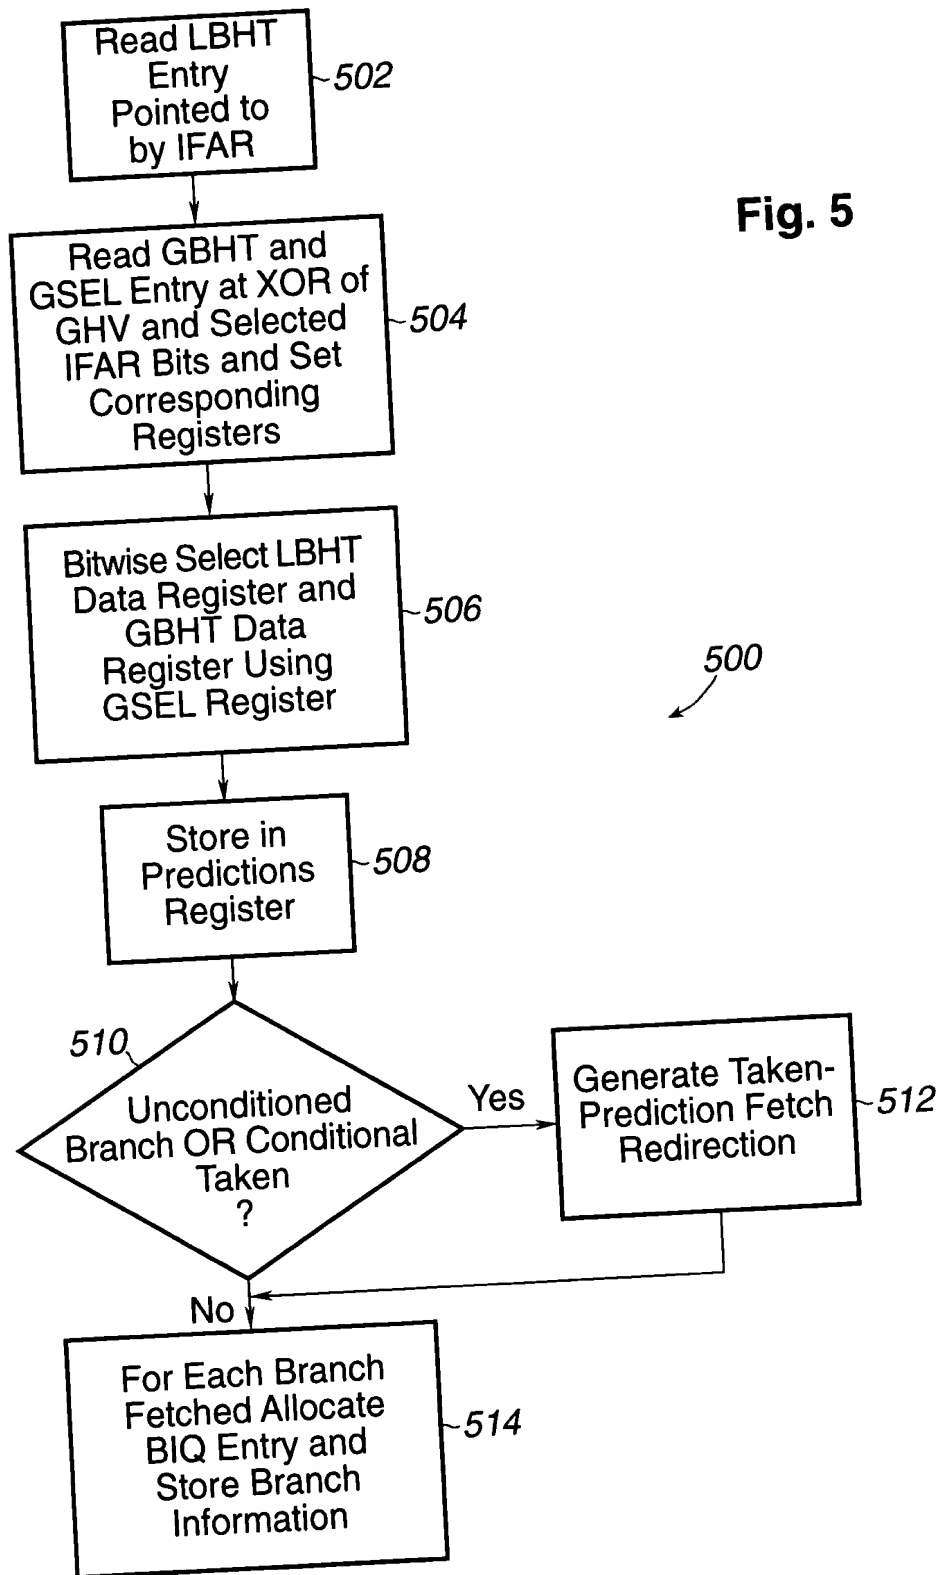 Read LBHT
Entry
Pointed to
by IFAR
502
Fig. 5
Read GBHT and
GSEL Entry at XOR of
GHV and Selected
IFAR Bits and Set
Corresponding
Registers
504
Bitwise Select LBHT
Data Register and
GBHT Data
Register Using
GSEL Register
506
500
Store in
Predictions
Register
508
510
Unconditioned
Branch OR Conditional
Taken
?
Yes
Generate Taken-
Prediction Fetch
Redirection
512
No
For Each Branch
Fetched Allocate
BIQ Entry and
Store Branch
Information
514